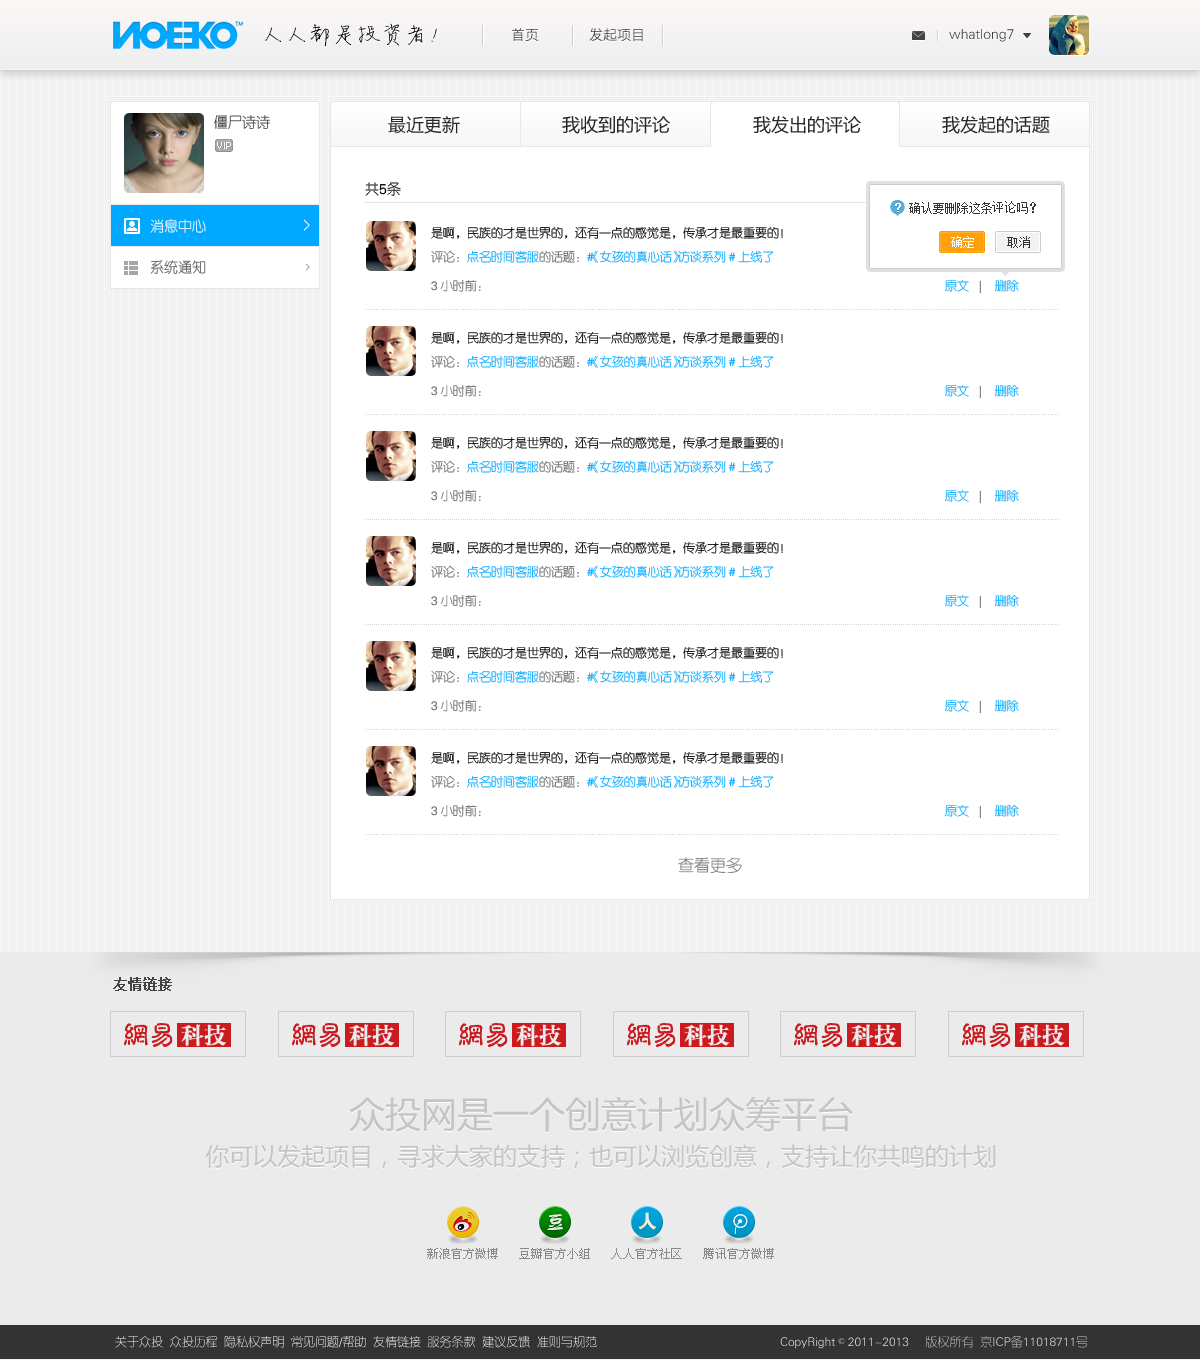 ИOEKO™ 人人都是投资者! 首页 发起项目 whatlong7
僵尸诗诗
VIP
消息中心
系统通知
最近更新 我收到的评论 我发出的评论 我发起的话题
共5条
确认要删除这条评论吗?
确定 取消
是啊，民族的才是世界的，还有一点的感觉是，传承才是最重要的！
评论：点名时间客服的话题：#《女孩的真心话》访谈系列 # 上线了
3 小时前： 原文 | 删除
是啊，民族的才是世界的，还有一点的感觉是，传承才是最重要的！
评论：点名时间客服的话题：#《女孩的真心话》访谈系列 # 上线了
3 小时前： 原文 | 删除
是啊，民族的才是世界的，还有一点的感觉是，传承才是最重要的！
评论：点名时间客服的话题：#《女孩的真心话》访谈系列 # 上线了
3 小时前： 原文 | 删除
是啊，民族的才是世界的，还有一点的感觉是，传承才是最重要的！
评论：点名时间客服的话题：#《女孩的真心话》访谈系列 # 上线了
3 小时前： 原文 | 删除
是啊，民族的才是世界的，还有一点的感觉是，传承才是最重要的！
评论：点名时间客服的话题：#《女孩的真心话》访谈系列 # 上线了
3 小时前： 原文 | 删除
是啊，民族的才是世界的，还有一点的感觉是，传承才是最重要的！
评论：点名时间客服的话题：#《女孩的真心话》访谈系列 # 上线了
3 小时前： 原文 | 删除
查看更多
友情链接
網易科技 網易科技 網易科技 網易科技 網易科技 網易科技
众投网是一个创意计划众筹平台
你可以发起项目，寻求大家的支持；也可以浏览创意，支持让你共鸣的计划
豆 人
新浪官方微博 豆瓣官方小组 人人官方社区 腾讯官方微博
关于众投 众投历程 隐私权声明 常见问题/帮助 友情链接 服务条款 建议反馈 准则与规范 CopyRight © 2011-2013 版权所有 京ICP备11018711号